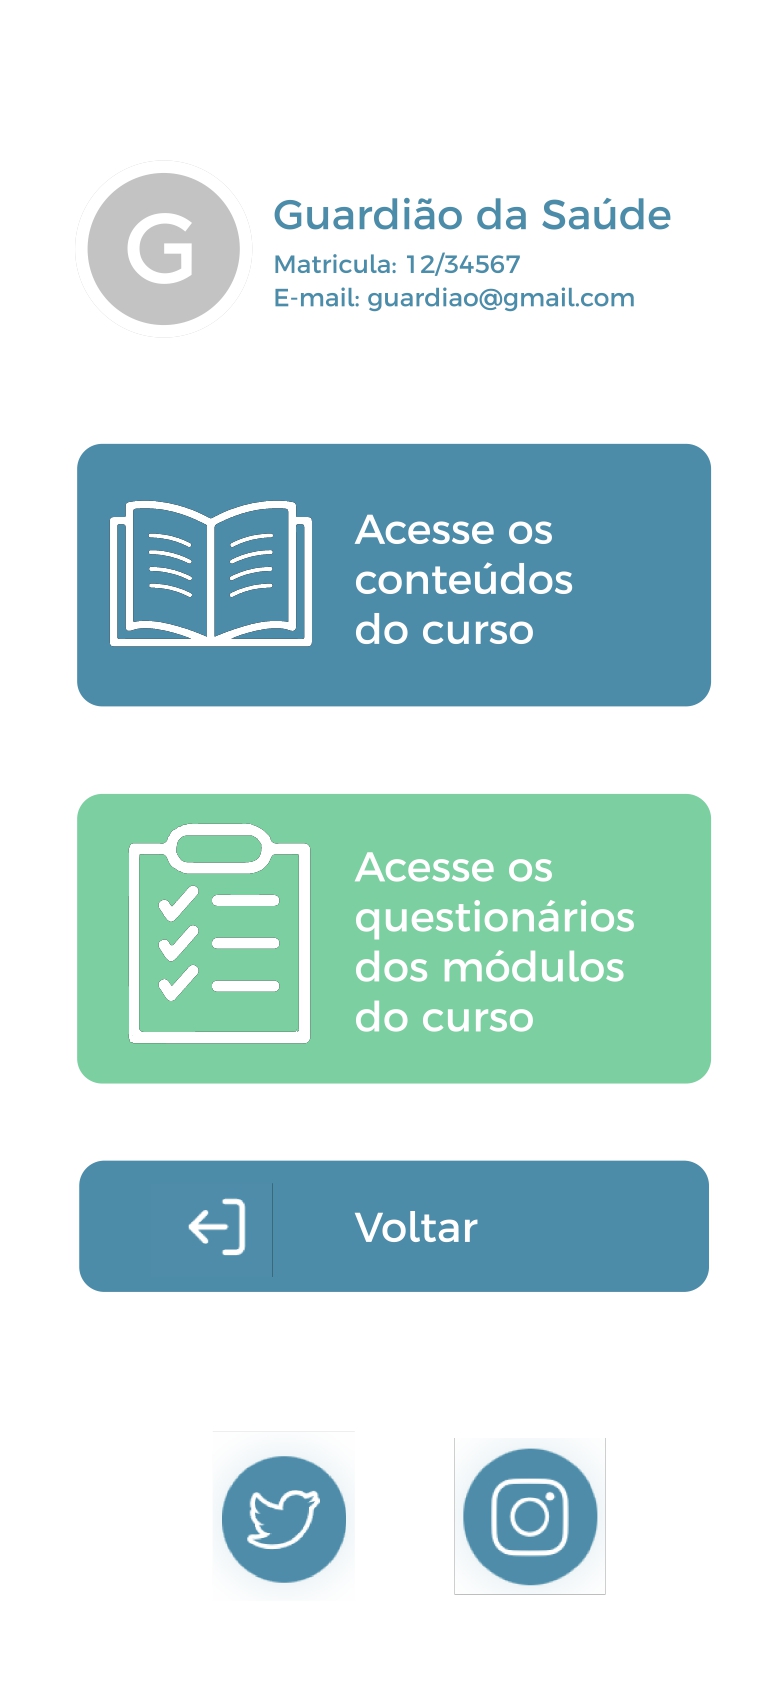 G
Guardião da Saúde
Matricula: 12/34567
E-mail: guardiao@gmail.com
Acesse os
conteúdos
do curso
Acesse os
questionários
dos módulos
do curso
Voltar